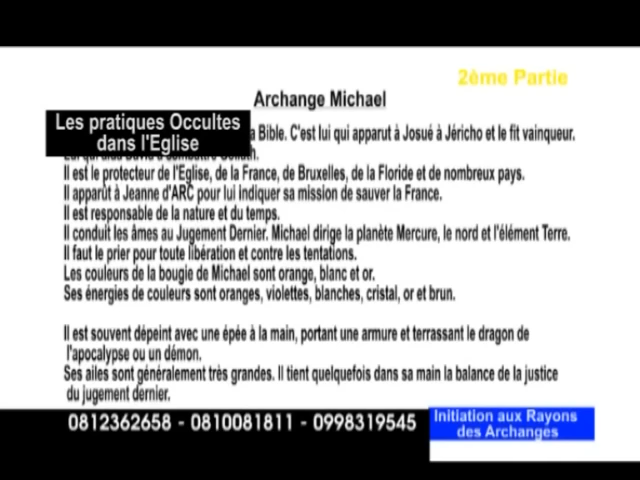 2ème Partie
Archange Michael
Les pratiques Occultes
dans l'Eglise
a Bible. C'est lui qui apparut à Josué à Jéricho et le fit vainqueur.
Il est le protecteur de l'Eglise, de la France, de Bruxelles, de la Floride et de nombreux pays.
Il apparût à Jeanne d'ARC pour lui indiquer sa mission de sauver la France.
Il est responsable de la nature et du temps.
Il conduit les âmes au Jugement Dernier. Michael dirige la planète Mercure, le nord et l'élément Terre.
Il faut le prier pour toute libération et contre les tentations.
Les couleurs de la bougie de Michael sont orange, blanc et or.
Ses énergies de couleurs sont oranges, violettes, blanches, cristal, or et brun.
Il est souvent dépeint avec une épée à la main, portant une armure et terrassant le dragon de
l'apocalypse ou un démon.
Ses ailes sont généralement très grandes. Il tient quelquefois dans sa main la balance de la justice
du jugement dernier.
0812362658 - 0810081811 - 0998319545
Initiation aux Rayons
des Archanges